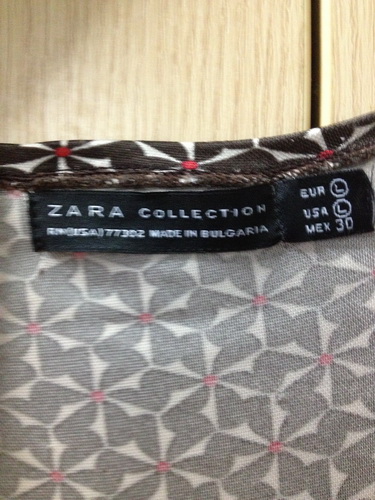 ZARA COLLECTION
RN(USA)77302 MADE IN BULGARIA
EUR L
USA L
MEX 30